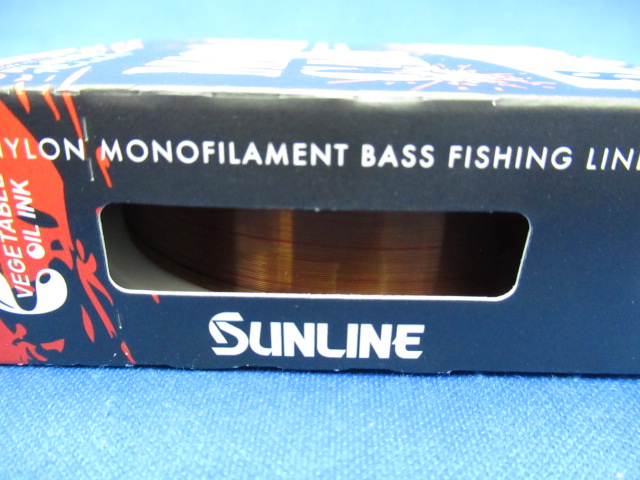 NYLON MONOFILAMENT BASS FISHING LINE
VEGETABLE
OIL INK
SUNLINE